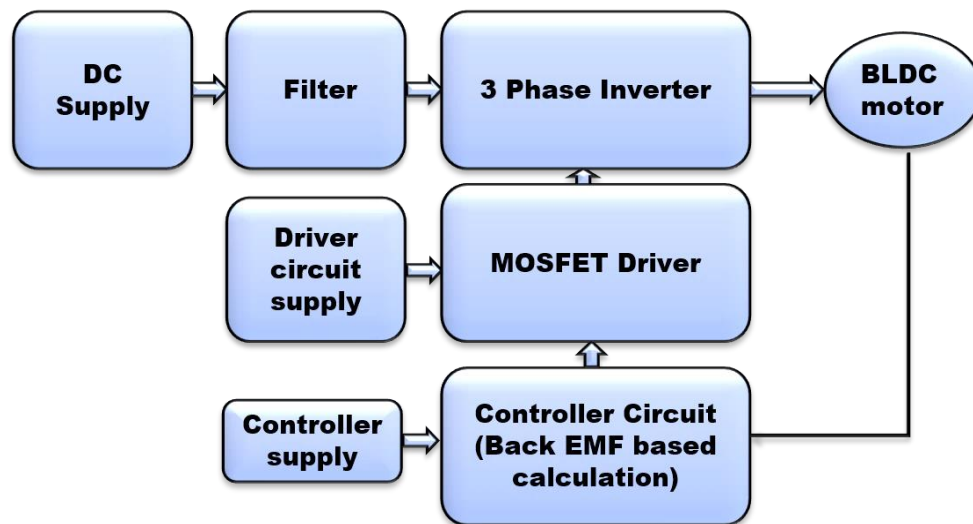 DC
Supply
Filter
3 Phase Inverter
BLDC
motor
Driver
circuit
supply
MOSFET Driver
Controller
supply
Controller Circuit
(Back EMF based
calculation)